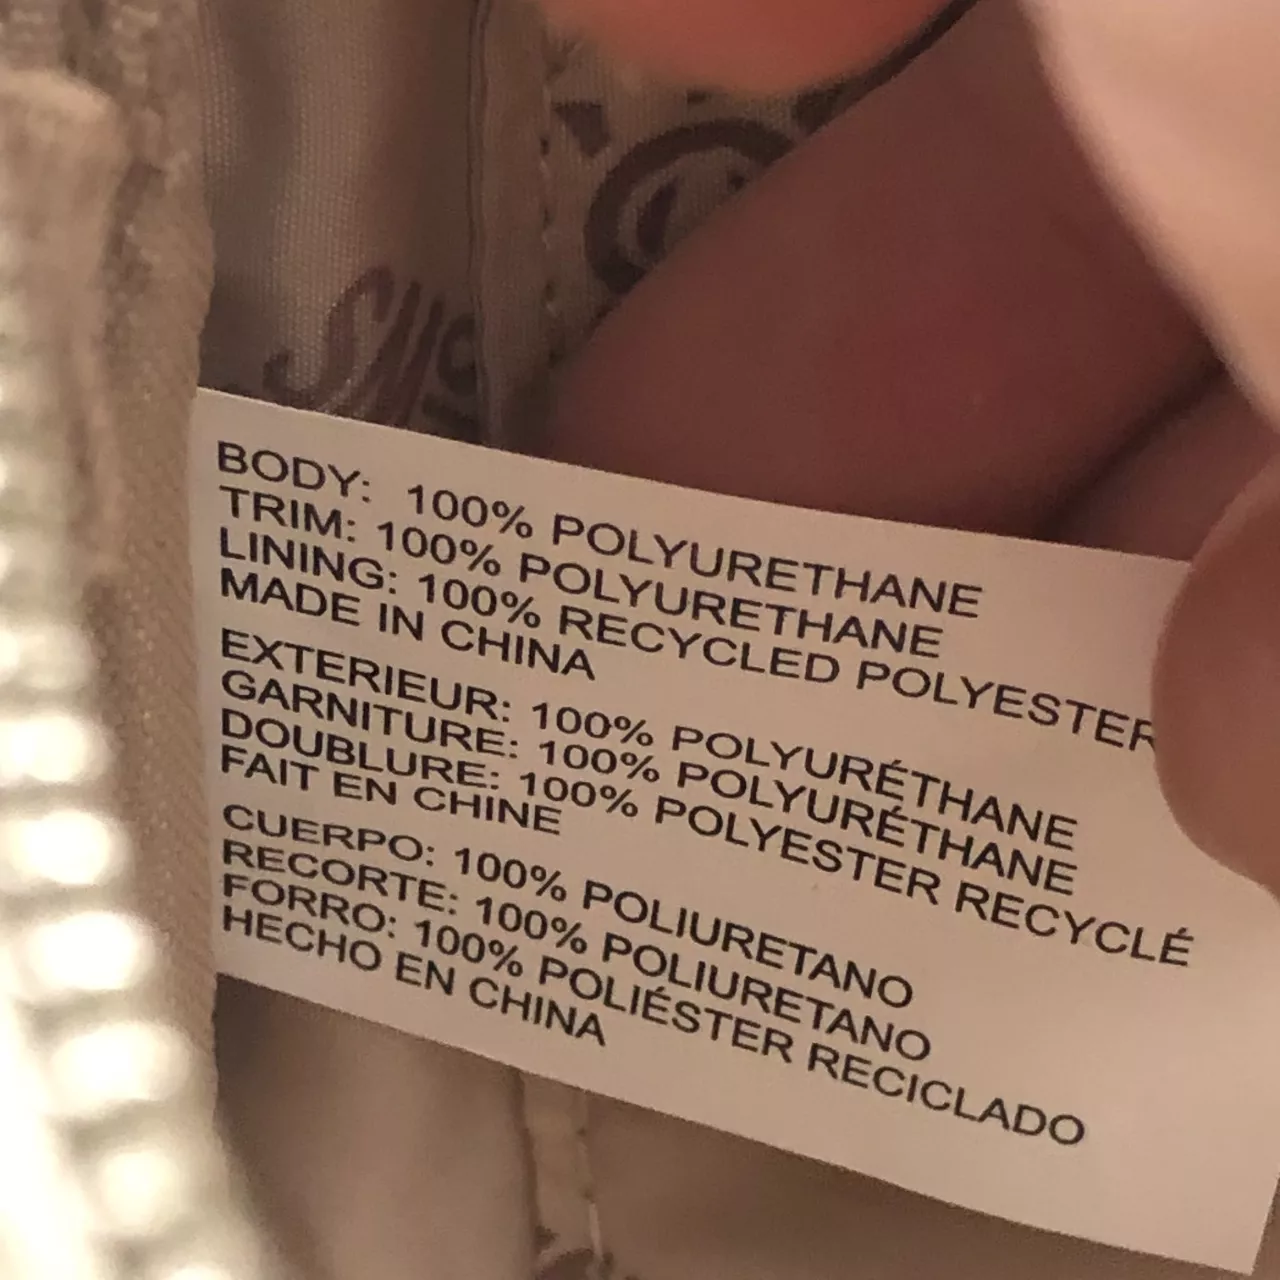 BODY: 100% POLYURETHANE
TRIM: 100% POLYURETHANE
LINING: 100% RECYCLED POLYESTER
MADE IN CHINA
EXTERIEUR: 100% POLYURÉTHANE
GARNITURE: 100% POLYURÉTHANE
DOUBLURE: 100% POLYESTER RECYCLÉ
FAIT EN CHINE
CUERPO: 100% POLIURETANO
RECORTE: 100% POLIURETANO
FORRO: 100% POLIÉSTER RECICLADO
HECHO EN CHINA